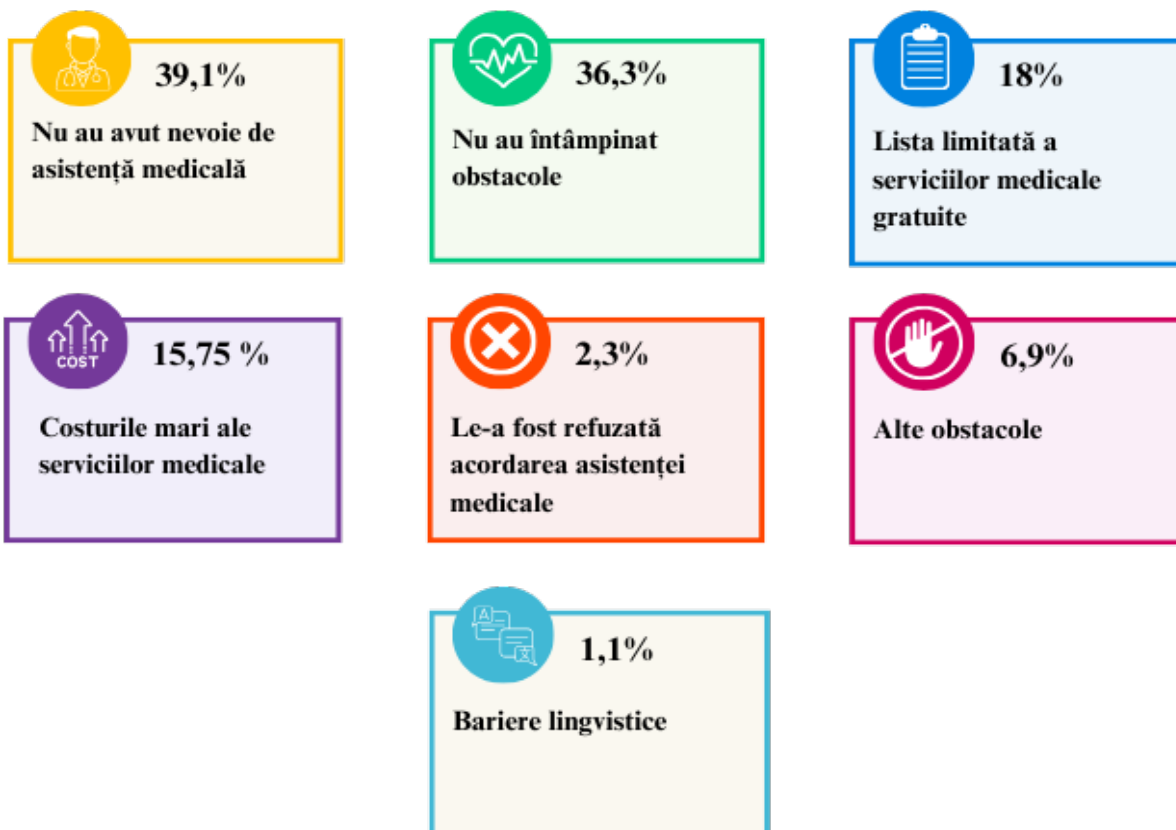 39,1%
Nu au avut nevoie de
asistență medicală
36,3%
Nu au întâmpinat
obstacole
18%
Lista limitată a
serviciilor medicale
gratuite
COST
15,75 %
Costurile mari ale
serviciilor medicale
2,3%
Le-a fost refuzată
acordarea asistenței
medicale
6,9%
Alte obstacole
A
文
1,1%
Bariere lingvistice